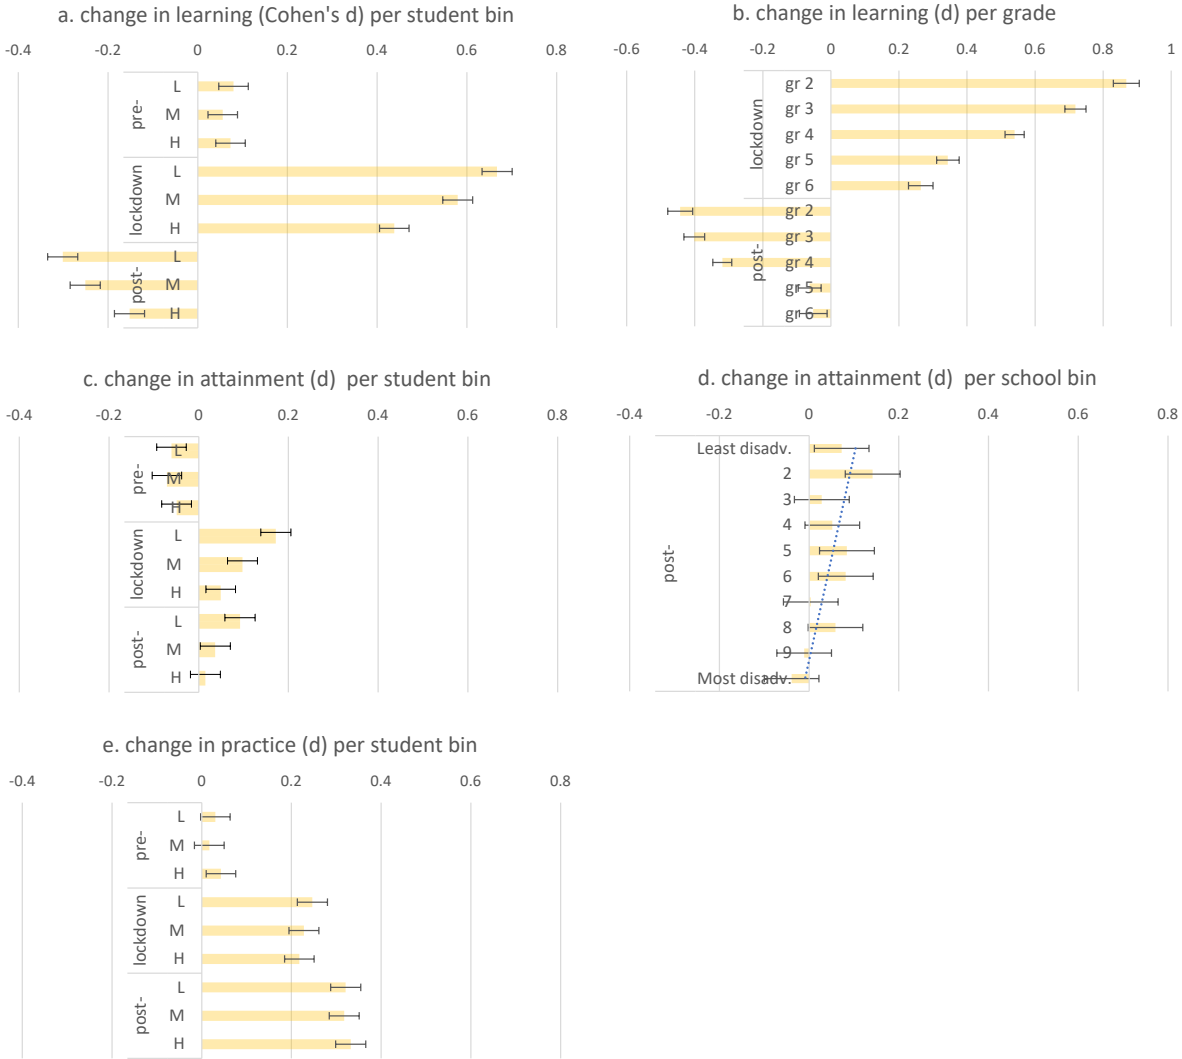 a. change in learning (Cohen's d) per student bin
-0.4 -0.2 0 0.2 0.4 0.6 0.8
pre-
L
M
H
lockdown
L
M
H
post-
L
M
H
b. change in learning (d) per grade
-0.6 -0.4 -0.2 0 0.2 0.4 0.6 0.8 1
lockdown
gr 2
gr 3
gr 4
gr 5
gr 6
post-
gr 2
gr 3
gr 4
gr 5
gr 6
c. change in attainment (d) per student bin
-0.4 -0.2 0 0.2 0.4 0.6 0.8
pre-
L
M
H
lockdown
L
M
H
post-
L
M
H
d. change in attainment (d) per school bin
-0.4 -0.2 0 0.2 0.4 0.6 0.8
post-
Least disadv.
2
3
4
5
6
7
8
9
Most disadv.
e. change in practice (d) per student bin
-0.4 -0.2 0 0.2 0.4 0.6 0.8
pre-
L
M
H
lockdown
L
M
H
post-
L
M
H